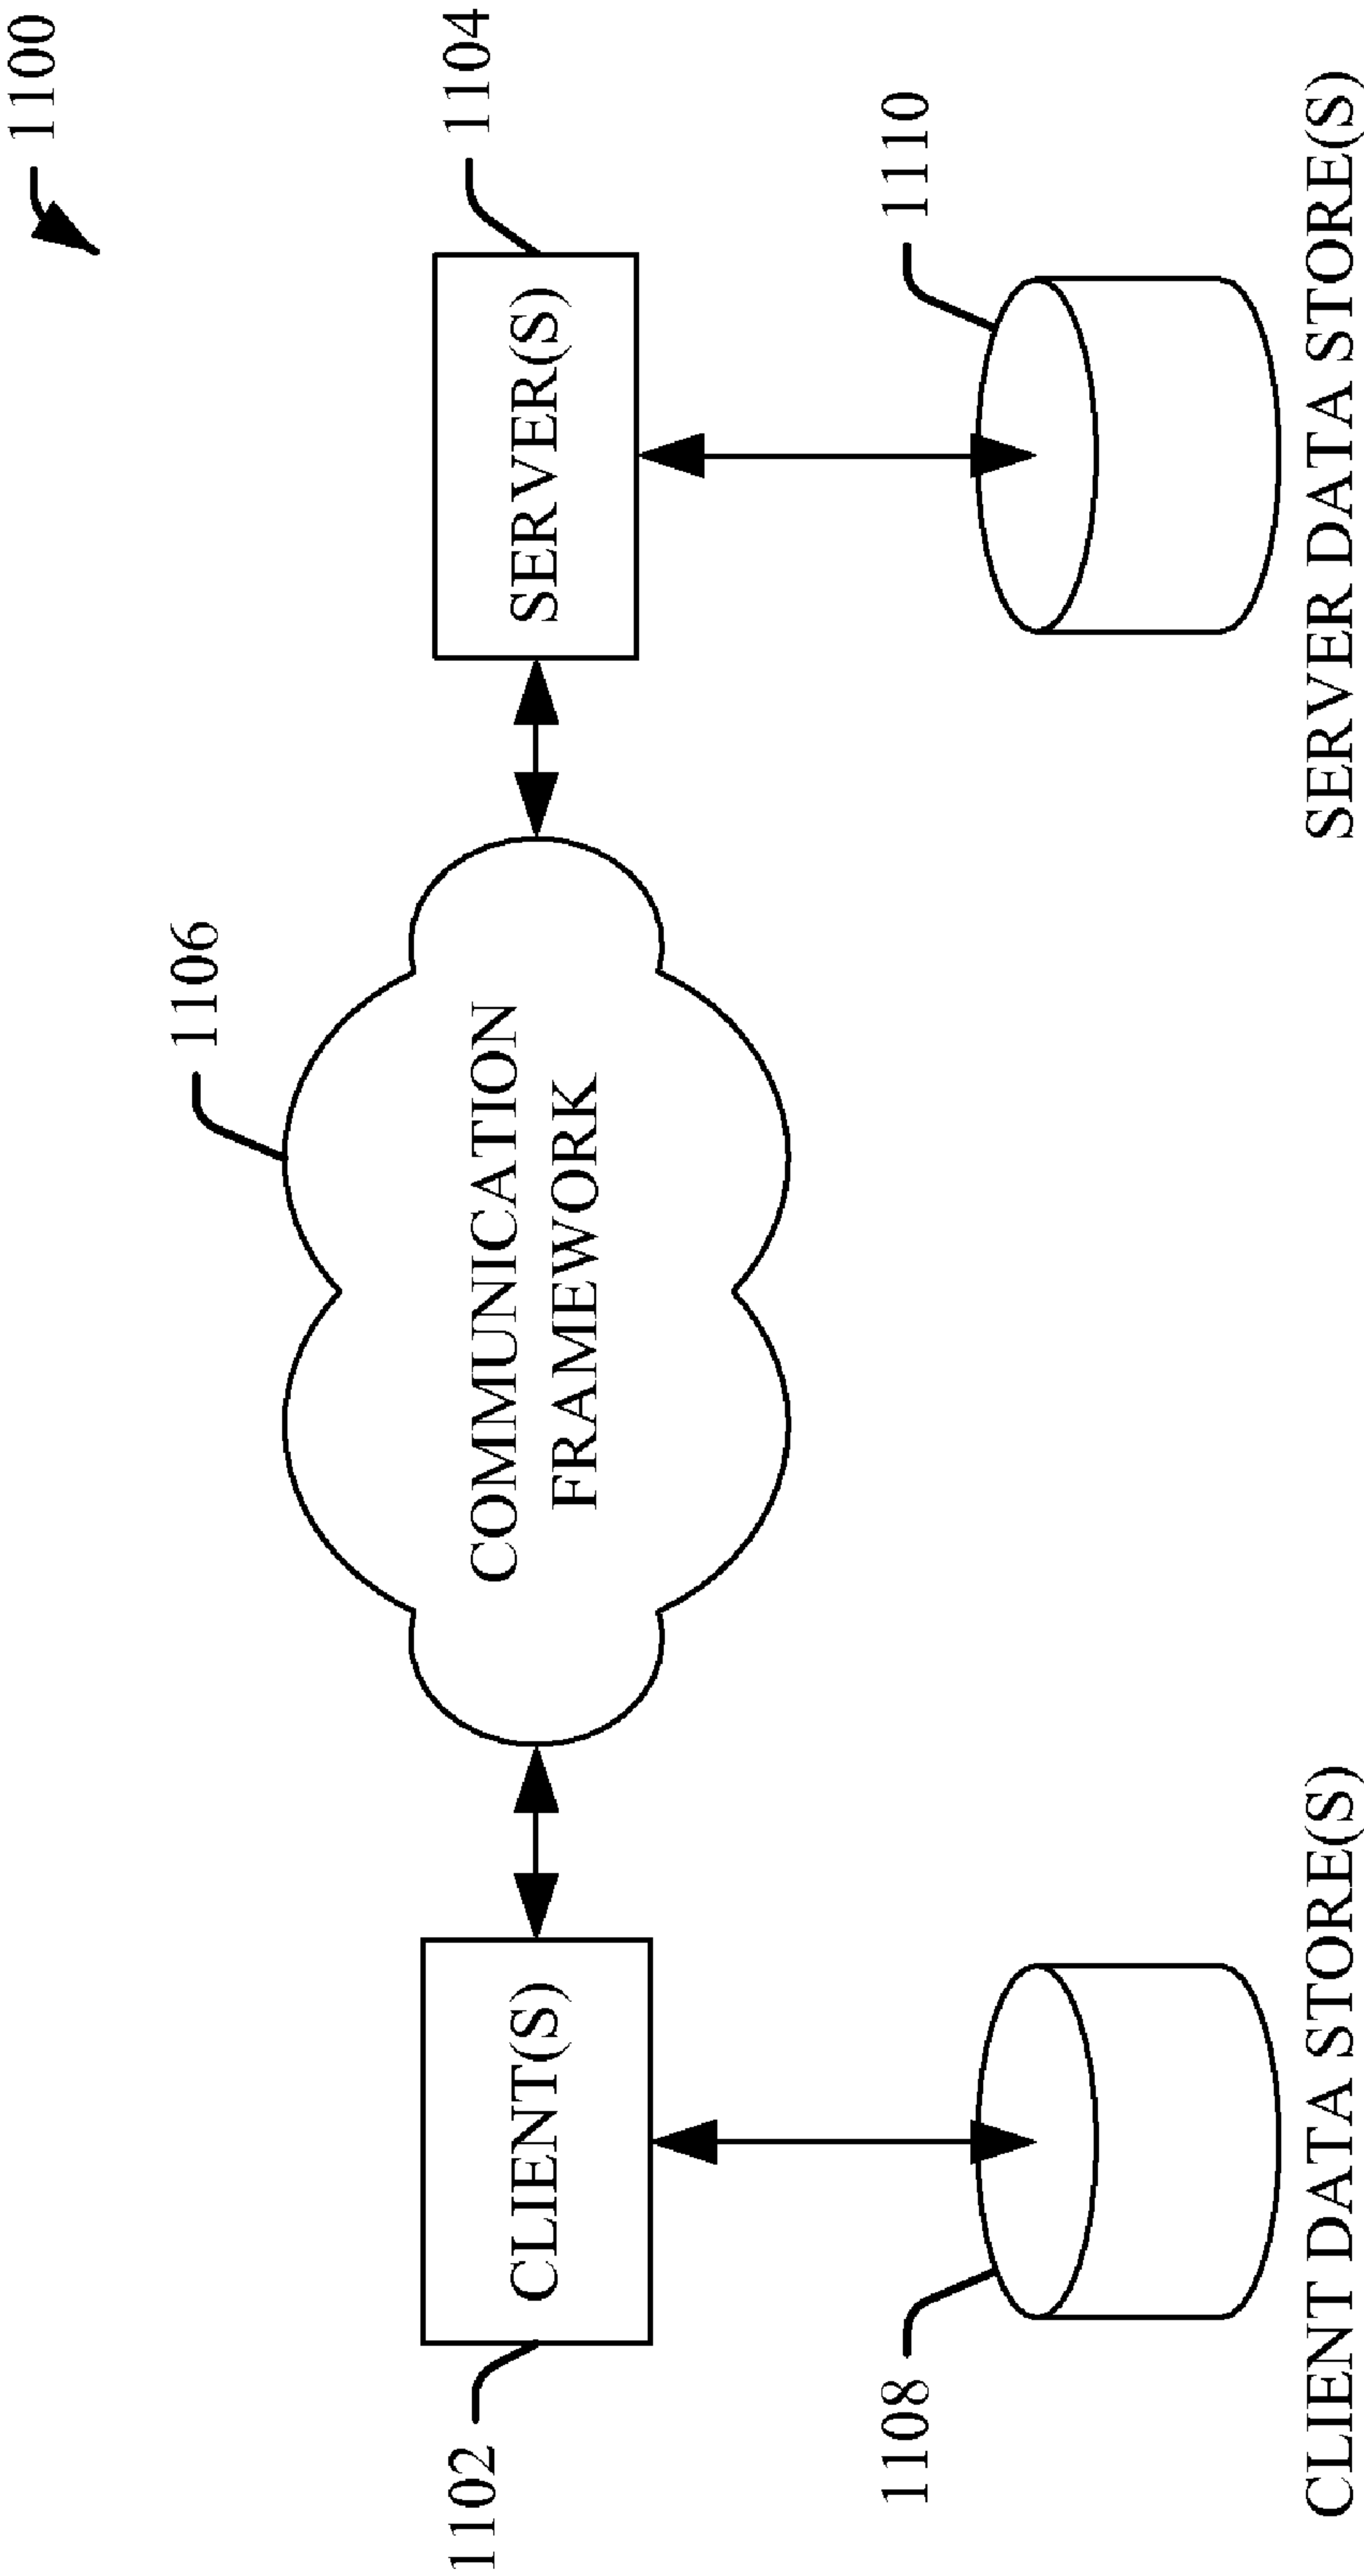 1100
1106
1102
CLIENT(S)
COMMUNICATION
FRAMEWORK
SERVER(S)
1104
1108
1110
CLIENT DATA STORE(S)
SERVER DATA STORE(S)